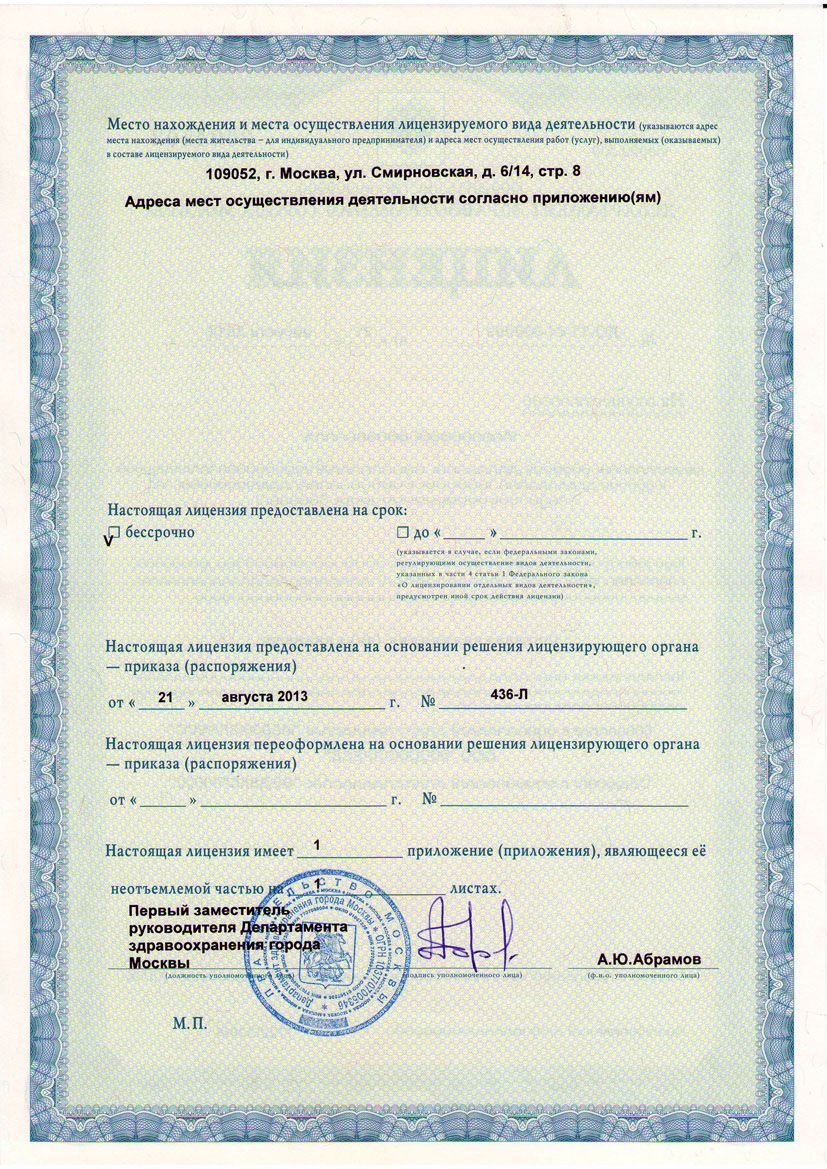 Место нахождения и места осуществления лицензируемого вида деятельности (указываются адрес
места нахождения (места жительства – для индивидуального предпринимателя) и адреса мест осуществления работ (услуг), выполняемых (оказываемых)
в составе лицензируемого вида деятельности)
109052, г. Москва, ул. Смирновская, д. 6/14, стр. 8
Адреса мест осуществления деятельности согласно приложению(ям)
Настоящая лицензия предоставлена на срок:
☐ бессрочно ☐ до « » г.
V
(указывается в случае, если федеральными законами,
регулирующими осуществление видов деятельности,
указанных в части 4 статьи 1 Федерального закона
«О лицензировании отдельных видов деятельности»,
предусмотрен иной срок действия лицензии)
Настоящая лицензия предоставлена на основании решения лицензирующего органа
— приказа (распоряжения)
от « 21 » августа 2013 г. № 436-Л
Настоящая лицензия переоформлена на основании решения лицензирующего органа
— приказа (распоряжения)
от « » г. №
Настоящая лицензия имеет 1 приложение (приложения), являющееся её
неотъемлемой частью на 1 листах.
Первый заместитель
руководителя Департамента
здравоохранения города
Москвы А.Ю.Абрамов
(должность уполномоченного лица) (подпись уполномоченного лица) (ф.и.о. уполномоченного лица)
ПРАВИТЕЛЬСТВО МОСКВЫ
Департамент здравоохранения города Москвы * ОГРН 1037707005346 *
М.П.